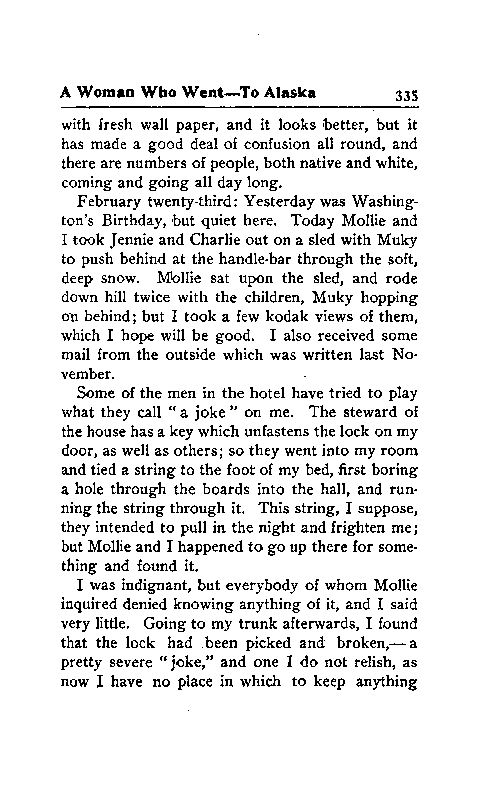 A Woman Who Went—To Alaska 335
with fresh wall paper, and it looks better, but it
has made a good deal of confusion all round, and
there are numbers of people, both native and white,
coming and going all day long.
February twenty-third: Yesterday was Washing-
ton's Birthday, but quiet here. Today Mollie and
I took Jennie and Charlie out on a sled with Muky
to push behind at the handle-bar through the soft,
deep snow. Mollie sat upon the sled, and rode
down hill twice with the children, Muky hopping
on behind; but I took a few kodak views of them,
which I hope will be good. I also received some
mail from the outside which was written last No-
vember.
Some of the men in the hotel have tried to play
what they call "a joke" on me. The steward of
the house has a key which unfastens the lock on my
door, as well as others; so they went into my room
and tied a string to the foot of my bed, first boring
a hole through the boards into the hall, and run-
ning the string through it. This string, I suppose,
they intended to pull in the night and frighten me;
but Mollie and I happened to go up there for some-
thing and found it.
I was indignant, but everybody of whom Mollie
inquired denied knowing anything of it, and I said
very little. Going to my trunk afterwards, I found
that the lock had been picked and broken,—a
pretty severe "joke," and one I do not relish, as
now I have no place in which to keep anything